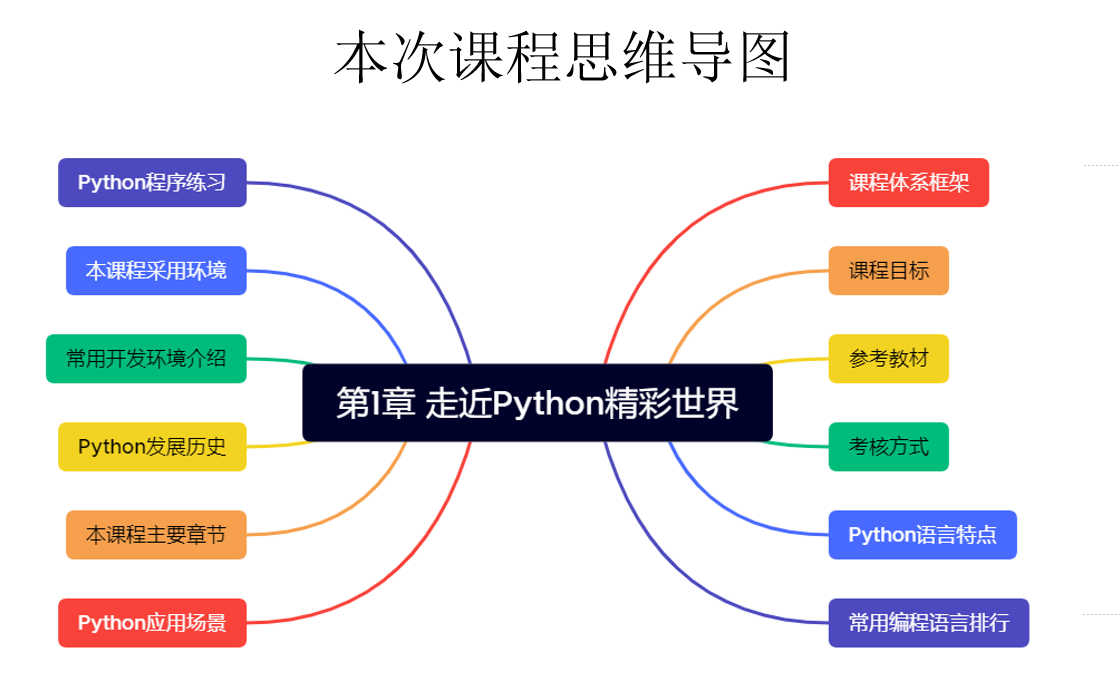 本次课程思维导图
Python程序练习
本课程采用环境
常用开发环境介绍
Python发展历史
本课程主要章节
Python应用场景
第1章 走近Python精彩世界
课程体系框架
课程目标
参考教材
考核方式
Python语言特点
常用编程语言排行